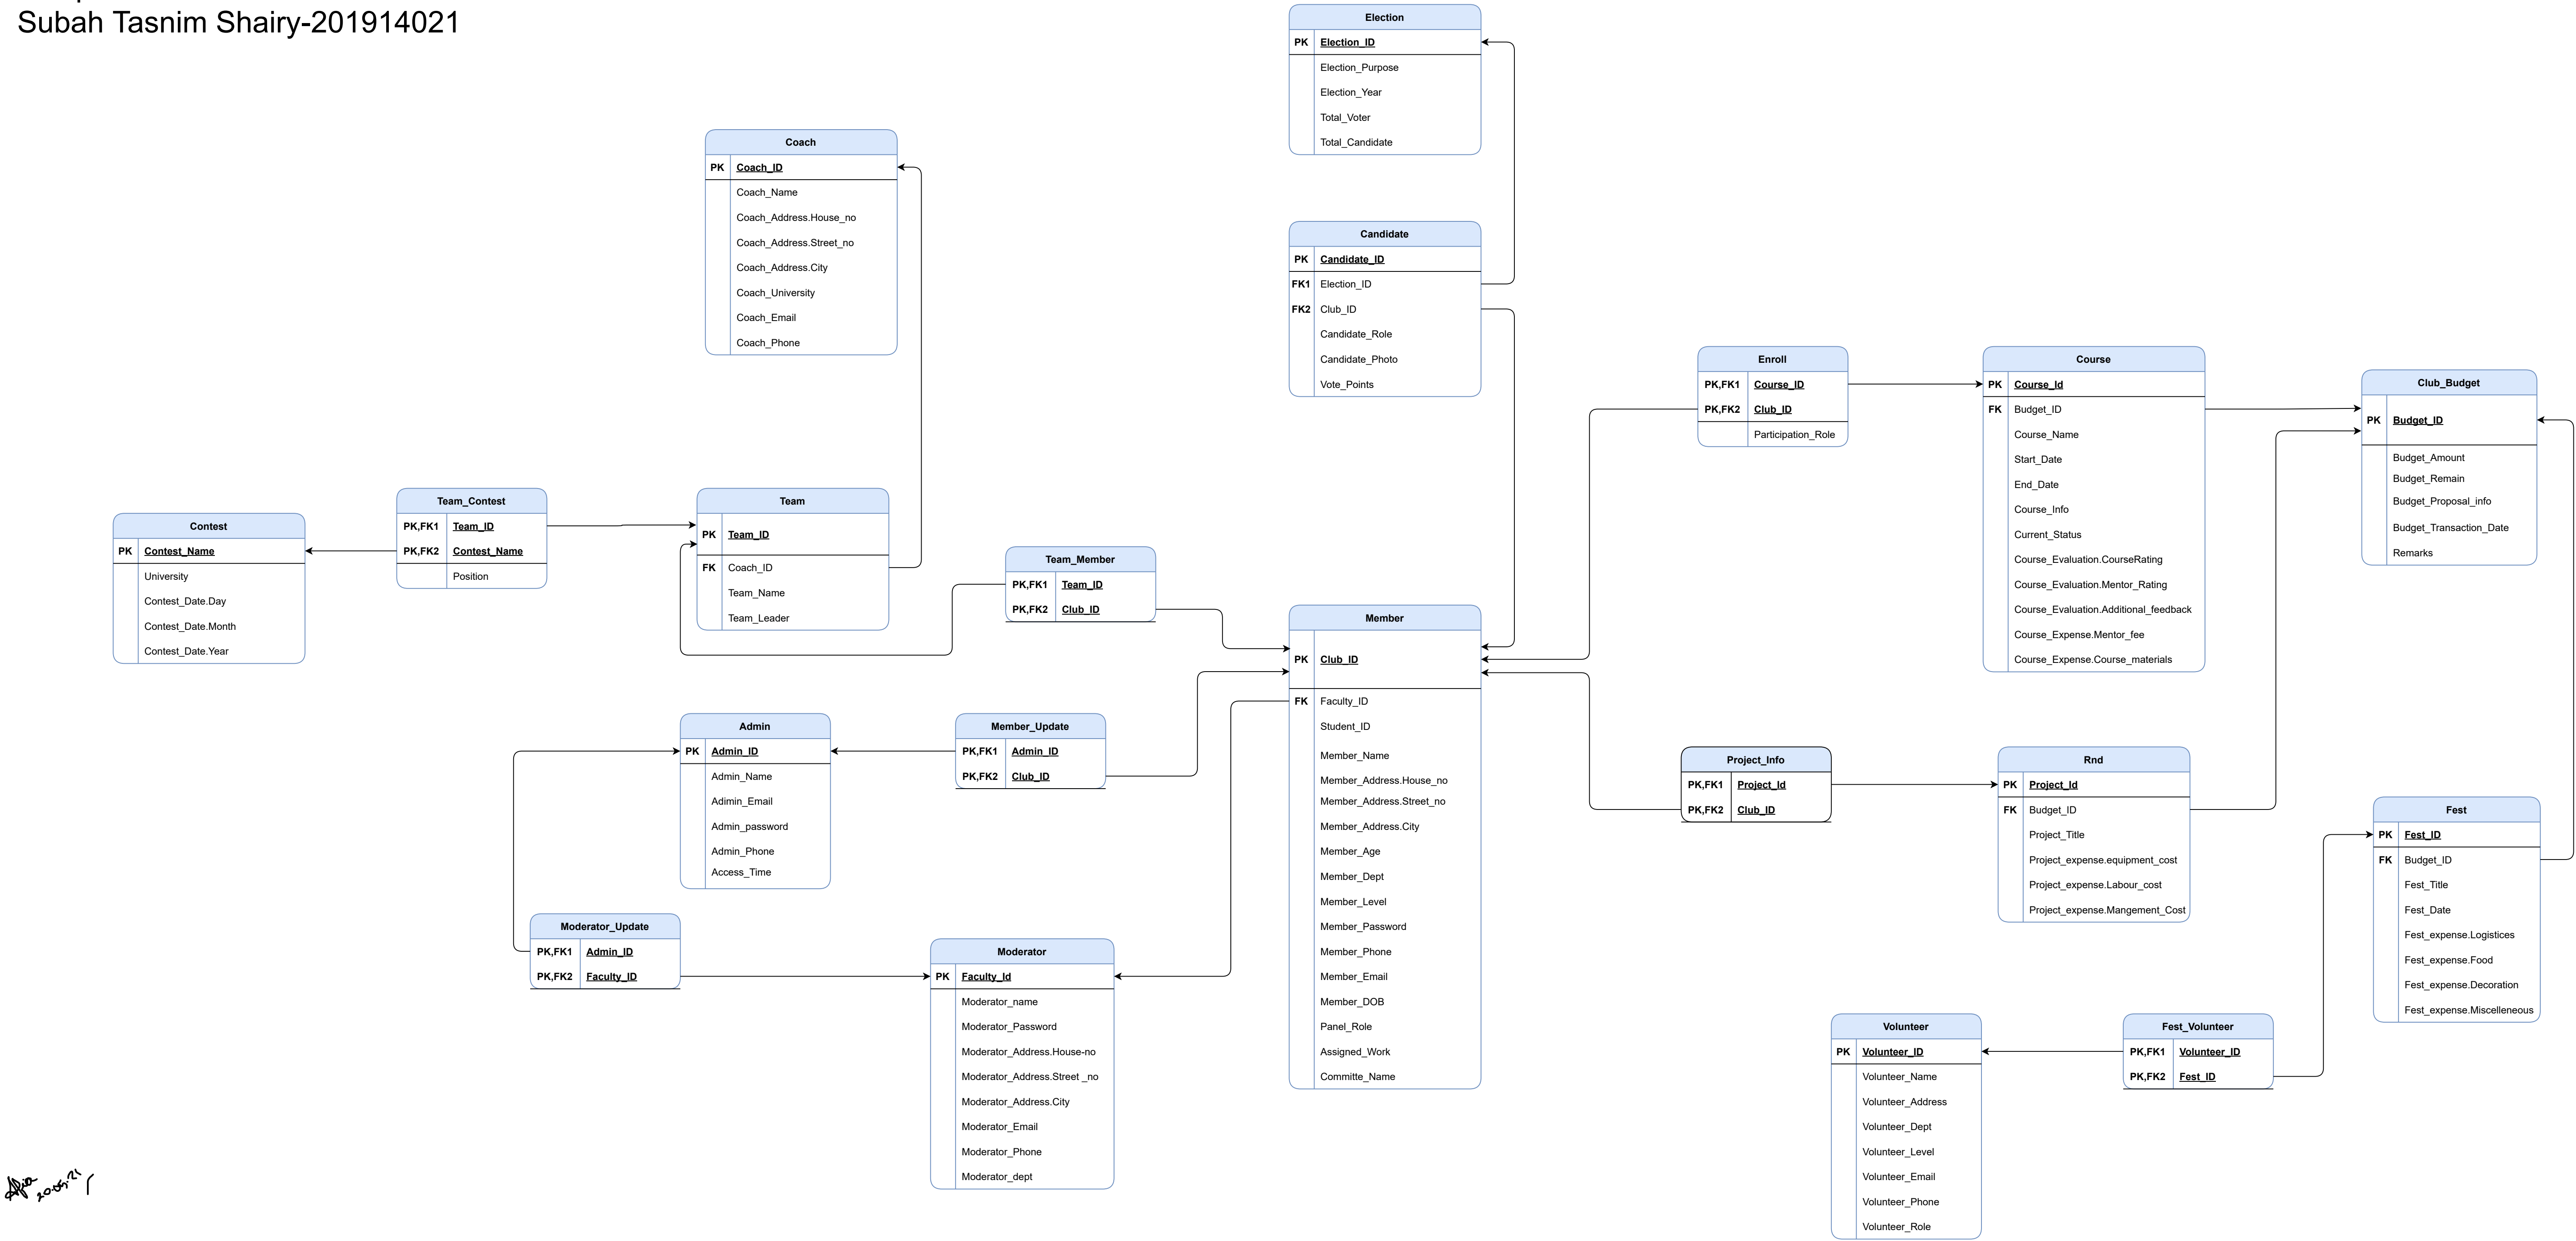 Subah Tasnim Shairy-201914021
Election
PK Election_ID
Election_Purpose
Election_Year
Total_Voter
Total_Candidate
Coach
PK Coach_ID
Coach_Name
Coach_Address.House_no
Coach_Address.Street_no
Coach_Address.City
Coach_University
Coach_Email
Coach_Phone
Candidate
PK Candidate_ID
FK1 Election_ID
FK2 Club_ID
Candidate_Role
Candidate_Photo
Vote_Points
Enroll
PK,FK1 Course_ID
PK,FK2 Club_ID
Participation_Role
Course
PK Course_Id
FK Budget_ID
Course_Name
Start_Date
End_Date
Course_Info
Current_Status
Course_Evaluation.CourseRating
Course_Evaluation.Mentor_Rating
Course_Evaluation.Additional_feedback
Course_Expense.Mentor_fee
Course_Expense.Course_materials
Club_Budget
PK Budget_ID
Budget_Amount
Budget_Remain
Budget_Proposal_info
Budget_Transaction_Date
Remarks
Contest
PK Contest_Name
University
Contest_Date.Day
Contest_Date.Month
Contest_Date.Year
Team_Contest
PK,FK1 Team_ID
PK,FK2 Contest_Name
Position
Team
PK Team_ID
FK Coach_ID
Team_Name
Team_Leader
Team_Member
PK,FK1 Team_ID
PK,FK2 Club_ID
Member
PK Club_ID
FK Faculty_ID
Student_ID
Member_Name
Member_Address.House_no
Member_Address.Street_no
Member_Address.City
Member_Age
Member_Dept
Member_Level
Member_Password
Member_Phone
Member_Email
Member_DOB
Panel_Role
Assigned_Work
Committe_Name
Admin
PK Admin_ID
Admin_Name
Adimin_Email
Admin_password
Admin_Phone
Access_Time
Member_Update
PK,FK1 Admin_ID
PK,FK2 Club_ID
Project_Info
PK,FK1 Project_Id
PK,FK2 Club_ID
Rnd
PK Project_Id
FK Budget_ID
Project_Title
Project_expense.equipment_cost
Project_expense.Labour_cost
Project_expense.Mangement_Cost
Fest
PK Fest_ID
FK Budget_ID
Fest_Title
Fest_Date
Fest_expense.Logistices
Fest_expense.Food
Fest_expense.Decoration
Fest_expense.Miscelleneous
Moderator_Update
PK,FK1 Admin_ID
PK,FK2 Faculty_ID
Moderator
PK Faculty_Id
Moderator_name
Moderator_Password
Moderator_Address.House-no
Moderator_Address.Street _no
Moderator_Address.City
Moderator_Email
Moderator_Phone
Moderator_dept
Volunteer
PK Volunteer_ID
Volunteer_Name
Volunteer_Address
Volunteer_Dept
Volunteer_Level
Volunteer_Email
Volunteer_Phone
Volunteer_Role
Fest_Volunteer
PK,FK1 Volunteer_ID
PK,FK2 Fest_ID